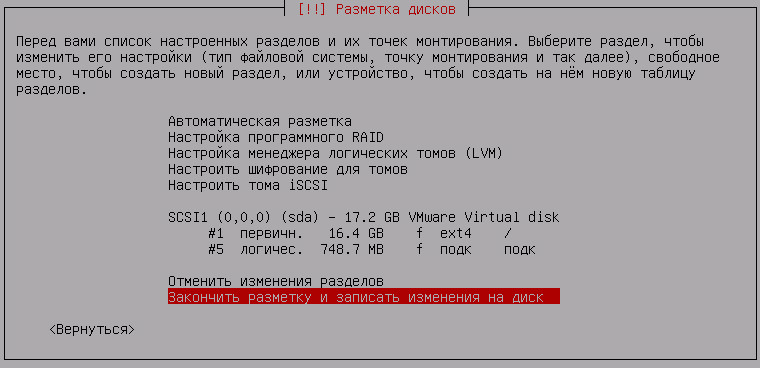 [!!] Разметка дисков
Перед вами список настроенных разделов и их точек монтирования. Выберите раздел, чтобы
изменить его настройки (тип файловой системы, точку монтирования и так далее), свободное
место, чтобы создать новый раздел, или устройство, чтобы создать на нём новую таблицу
разделов.
Автоматическая разметка
Настройка программного RAID
Настройка менеджера логических томов (LVM)
Настроить шифрование для томов
Настроить тома iSCSI
SCSI1 (0,0,0) (sda) – 17.2 GB VMware Virtual disk
#1 первичн. 16.4 GB f ext4 /
#5 логичес. 748.7 MB f подк подк
Отменить изменения разделов
Закончить разметку и записать изменения на диск
<Вернуться>